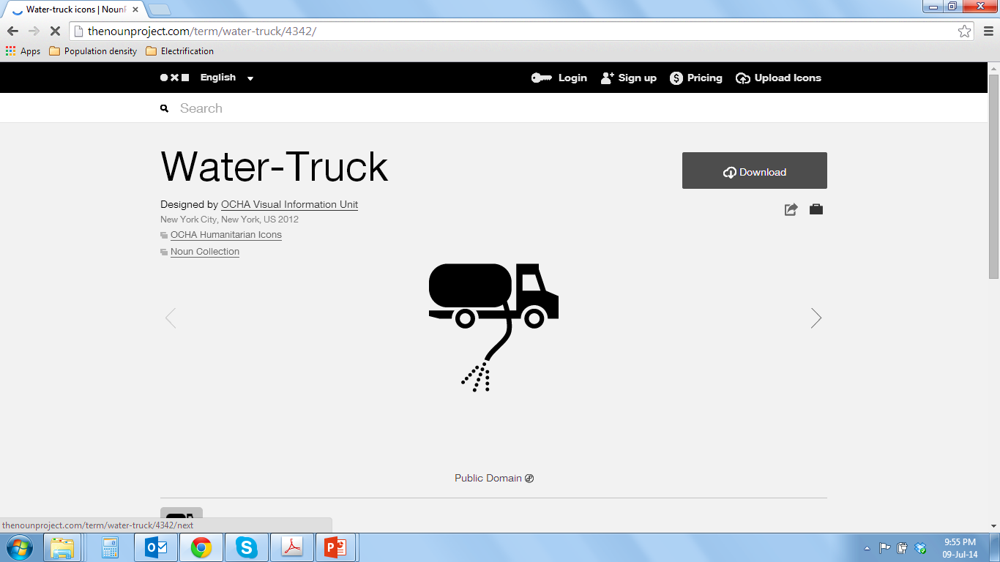 Water-truck icons | NounP
thenounproject.com/term/water-truck/4342/
Apps Population density Electrification
English Login Sign up Pricing Upload Icons
Search
Water-Truck
Download
Designed by OCHA Visual Information Unit
New York City, New York, US 2012
OCHA Humanitarian Icons
Noun Collection
Public Domain
thenounproject.com/term/water-truck/4342/next
9:55 PM
09-Jul-14